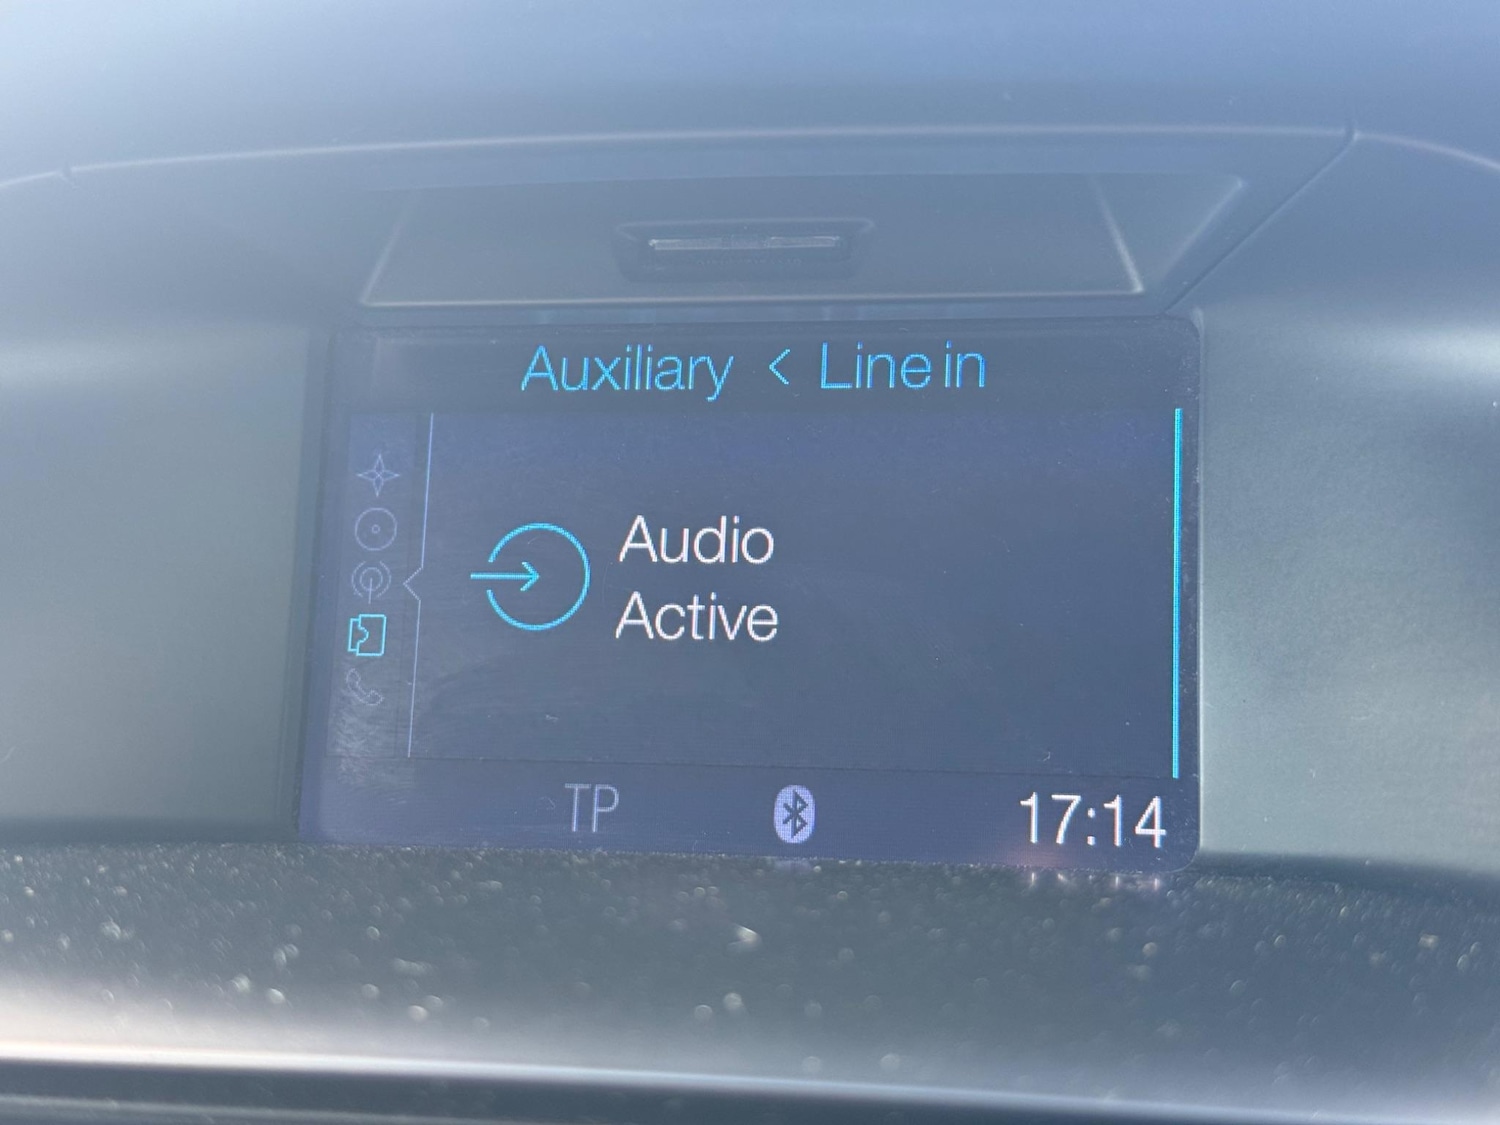 Auxiliary < Line in
Audio
Active
TP
17:14